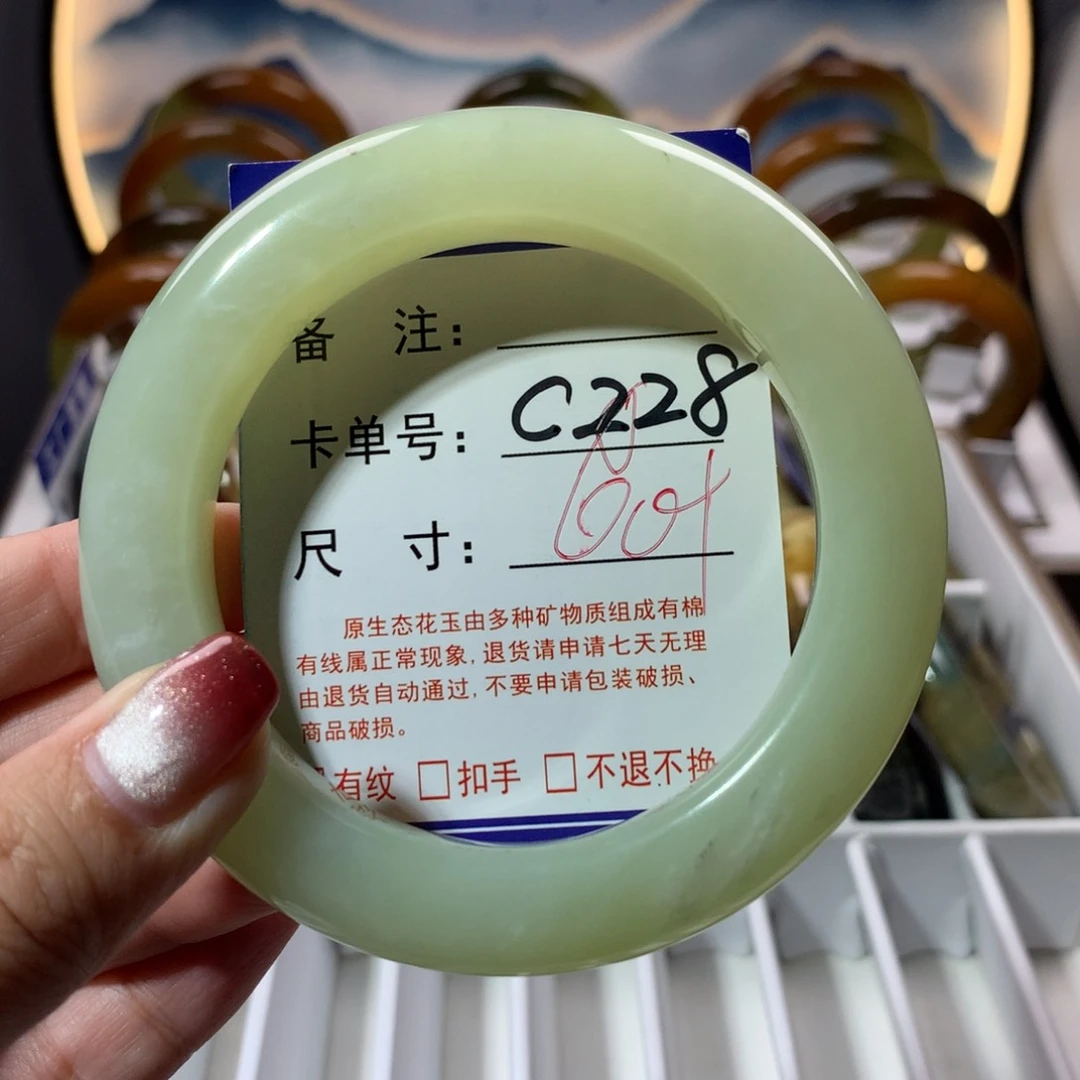 备 注:
卡单号: C228
尺 寸:
原生态花玉由多种矿物质组成有棉
有线属正常现象, 退货请申请七天无理
由退货自动通过, 不要申请包装破损、
商品破损。
有纹 □扣手 □不退不换